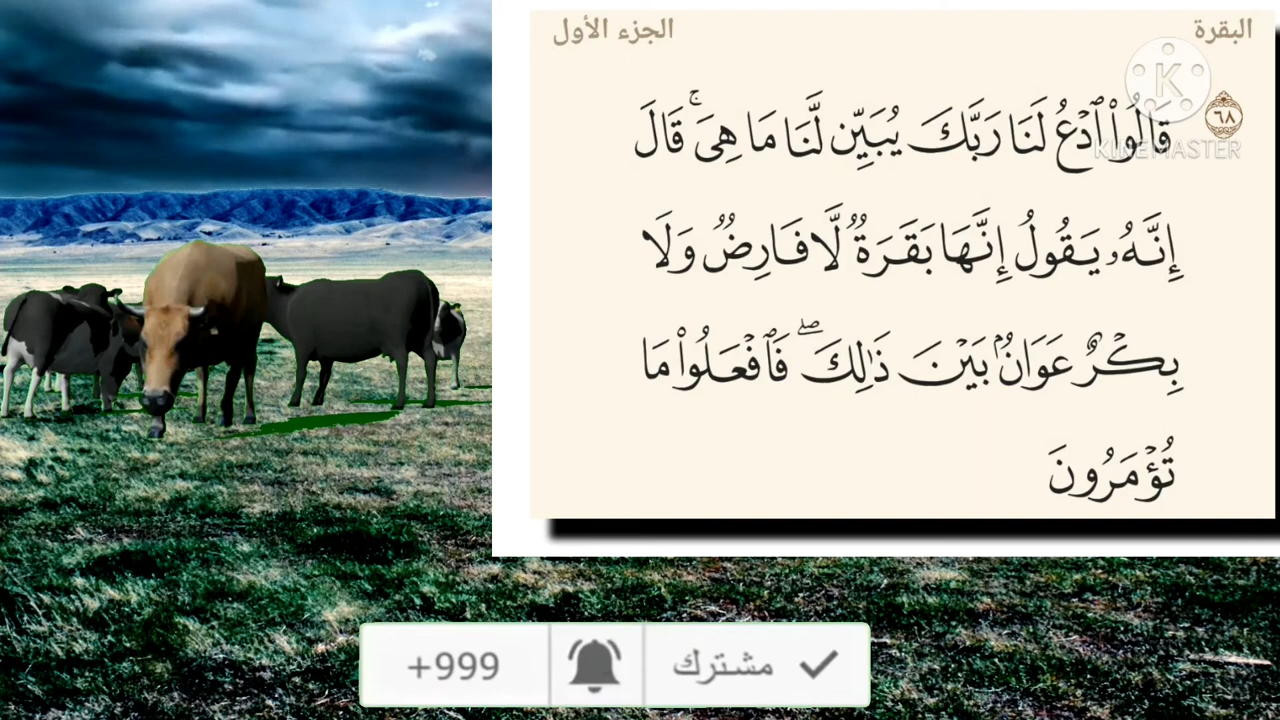 البقرة
الجزء الأول
٦٨
قَالُواْ ٱدۡعُ لَنَا رَبَّكَ يُبَيِّن لَّنَا مَا هِىَۚ قَالَ
إِنَّهُۥ يَقُولُ إِنَّهَا بَقَرَةٞ لَّا فَارِضٞ وَلَا
بِكۡرٌ عَوَانُۢ بَيۡنَ ذَٰلِكَۖ فَٱفۡعَلُواْ مَا
تُؤۡمَرُونَ
K
KINEMASTER
مشترك
+999